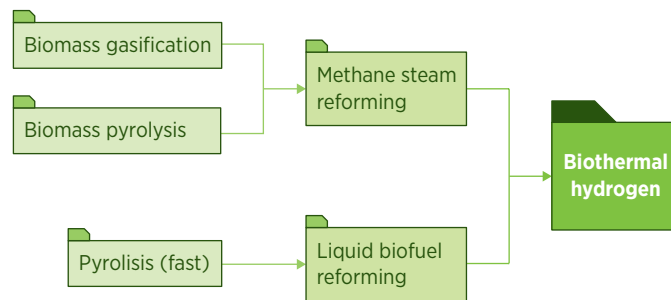 Biomass gasification
Biomass pyrolysis
Methane steam
reforming
Biothermal
hydrogen
Pyrolisis (fast)
Liquid biofuel
reforming